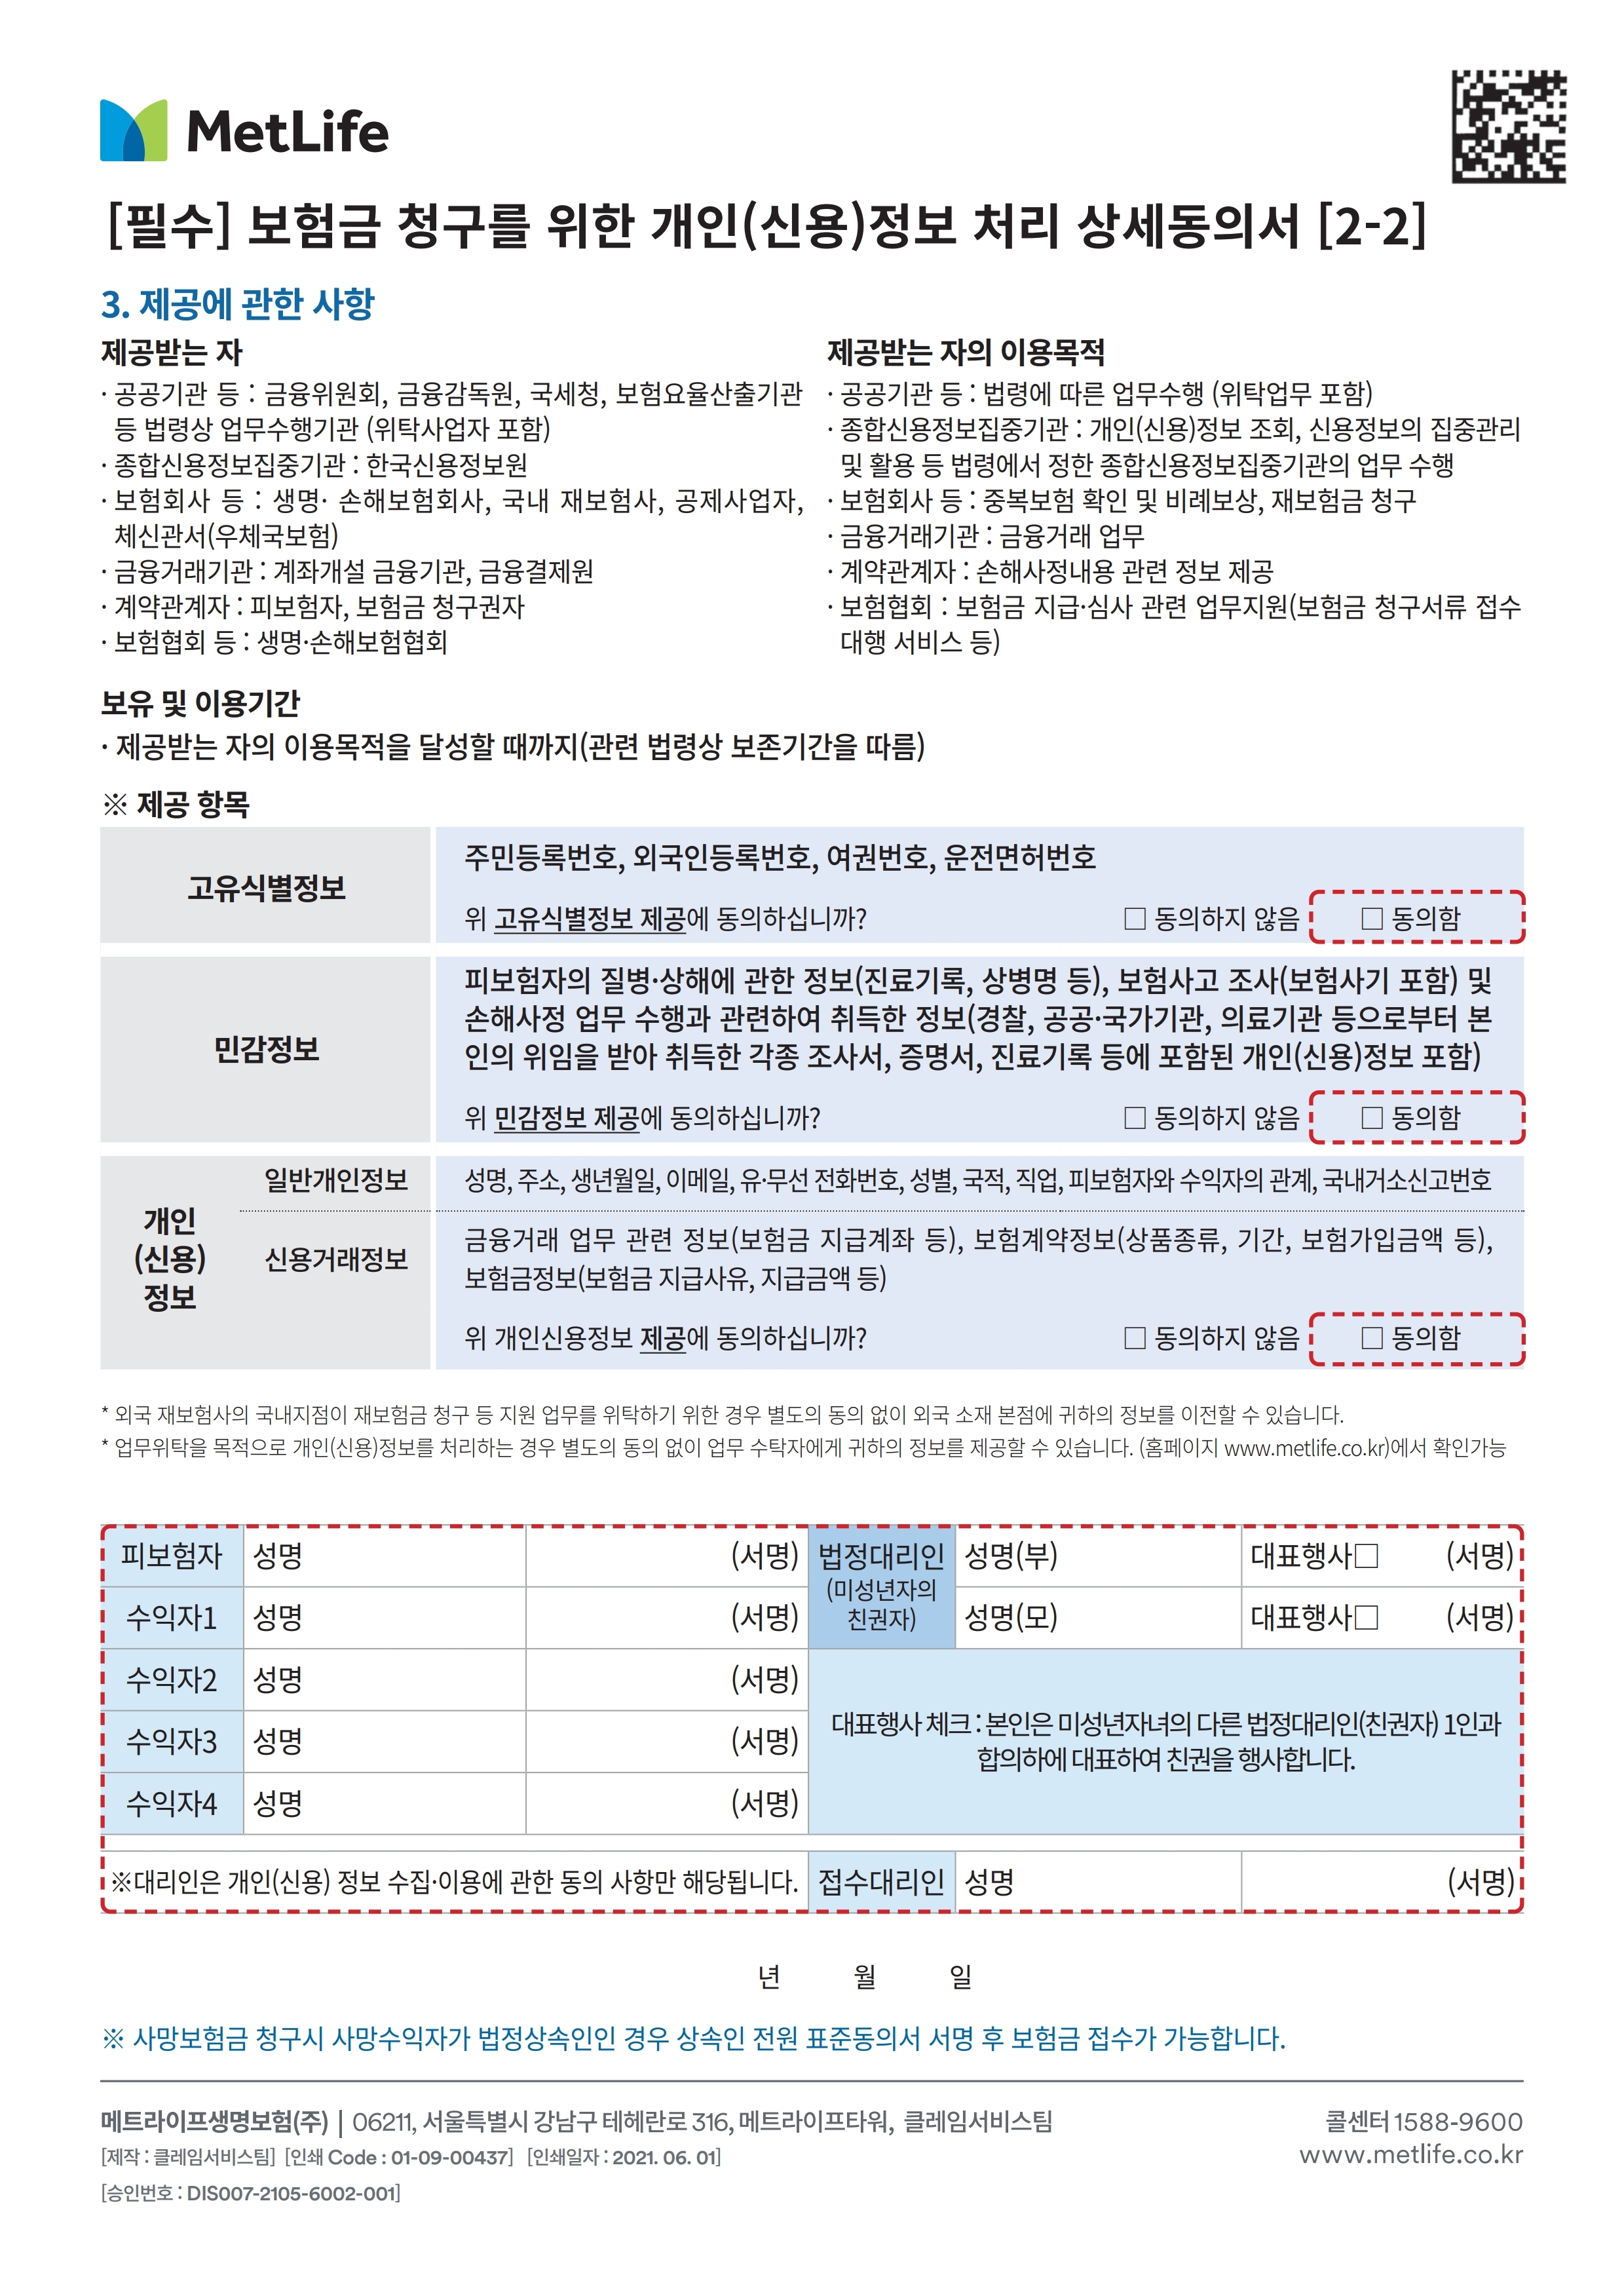 MetLife
[필수] 보험금 청구를 위한 개인(신용)정보 처리 상세동의서 [2-2]
3. 제공에 관한 사항
제공받는 자
· 공공기관 등 : 금융위원회, 금융감독원, 국세청, 보험요율산출기관
등 법령상 업무수행기관 (위탁사업자 포함)
· 종합신용정보집중기관 : 한국신용정보원
· 보험회사 등 : 생명· 손해보험회사, 국내 재보험사, 공제사업자,
체신관서(우체국보험)
· 금융거래기관 : 계좌개설 금융기관, 금융결제원
· 계약관계자 : 피보험자, 보험금 청구권자
· 보험협회 등 : 생명·손해보험협회
제공받는 자의 이용목적
· 공공기관 등 : 법령에 따른 업무수행 (위탁업무 포함)
· 종합신용정보집중기관 : 개인(신용)정보 조회, 신용정보의 집중관리
및 활용 등 법령에서 정한 종합신용정보집중기관의 업무 수행
· 보험회사 등 : 중복보험 확인 및 비례보상, 재보험금 청구
· 금융거래기관 : 금융거래 업무
· 계약관계자 : 손해사정내용 관련 정보 제공
· 보험협회 : 보험금 지급·심사 관련 업무지원(보험금 청구서류 접수
대행 서비스 등)
보유 및 이용기간
· 제공받는 자의 이용목적을 달성할 때까지(관련 법령상 보존기간을 따름)
※ 제공 항목
고유식별정보
주민등록번호, 외국인등록번호, 여권번호, 운전면허번호
위 고유식별정보 제공에 동의하십니까? □ 동의하지 않음 □ 동의함
민감정보
피보험자의 질병·상해에 관한 정보(진료기록, 상병명 등), 보험사고 조사(보험사기 포함) 및
손해사정 업무 수행과 관련하여 취득한 정보(경찰, 공공·국가기관, 의료기관 등으로부터 본
인의 위임을 받아 취득한 각종 조사서, 증명서, 진료기록 등에 포함된 개인(신용)정보 포함)
위 민감정보 제공에 동의하십니까? □ 동의하지 않음 □ 동의함
개인
(신용)
정보
일반개인정보
성명, 주소, 생년월일, 이메일, 유·무선 전화번호, 성별, 국적, 직업, 피보험자와 수익자의 관계, 국내거소신고번호
신용거래정보
금융거래 업무 관련 정보(보험금 지급계좌 등), 보험계약정보(상품종류, 기간, 보험가입금액 등),
보험금정보(보험금 지급사유, 지급금액 등)
위 개인신용정보 제공에 동의하십니까? □ 동의하지 않음 □ 동의함
* 외국 재보험사의 국내지점이 재보험금 청구 등 지원 업무를 위탁하기 위한 경우 별도의 동의 없이 외국 소재 본점에 귀하의 정보를 이전할 수 있습니다.
* 업무위탁을 목적으로 개인(신용)정보를 처리하는 경우 별도의 동의 없이 업무 수탁자에게 귀하의 정보를 제공할 수 있습니다. (홈페이지 www.metlife.co.kr)에서 확인가능
피보험자 성명 (서명)
수익자1 성명 (서명)
수익자2 성명 (서명)
수익자3 성명 (서명)
수익자4 성명 (서명)
법정대리인
(미성년자의
친권자)
성명(부) 대표행사□ (서명)
성명(모) 대표행사□ (서명)
대표행사 체크 : 본인은 미성년자녀의 다른 법정대리인(친권자) 1인과
합의하에 대표하여 친권을 행사합니다.
※대리인은 개인(신용) 정보 수집·이용에 관한 동의 사항만 해당됩니다. 접수대리인 성명 (서명)
년 월 일
※ 사망보험금 청구시 사망수익자가 법정상속인인 경우 상속인 전원 표준동의서 서명 후 보험금 접수가 가능합니다.
메트라이프생명보험(주) | 06211, 서울특별시 강남구 테헤란로 316, 메트라이프타워, 클레임서비스팀
[제작 : 클레임서비스팀] [인쇄 Code : 01-09-00437] [인쇄일자 : 2021. 06. 01]
[승인번호 : DIS007-2105-6002-001]
콜센터 1588-9600
www.metlife.co.kr